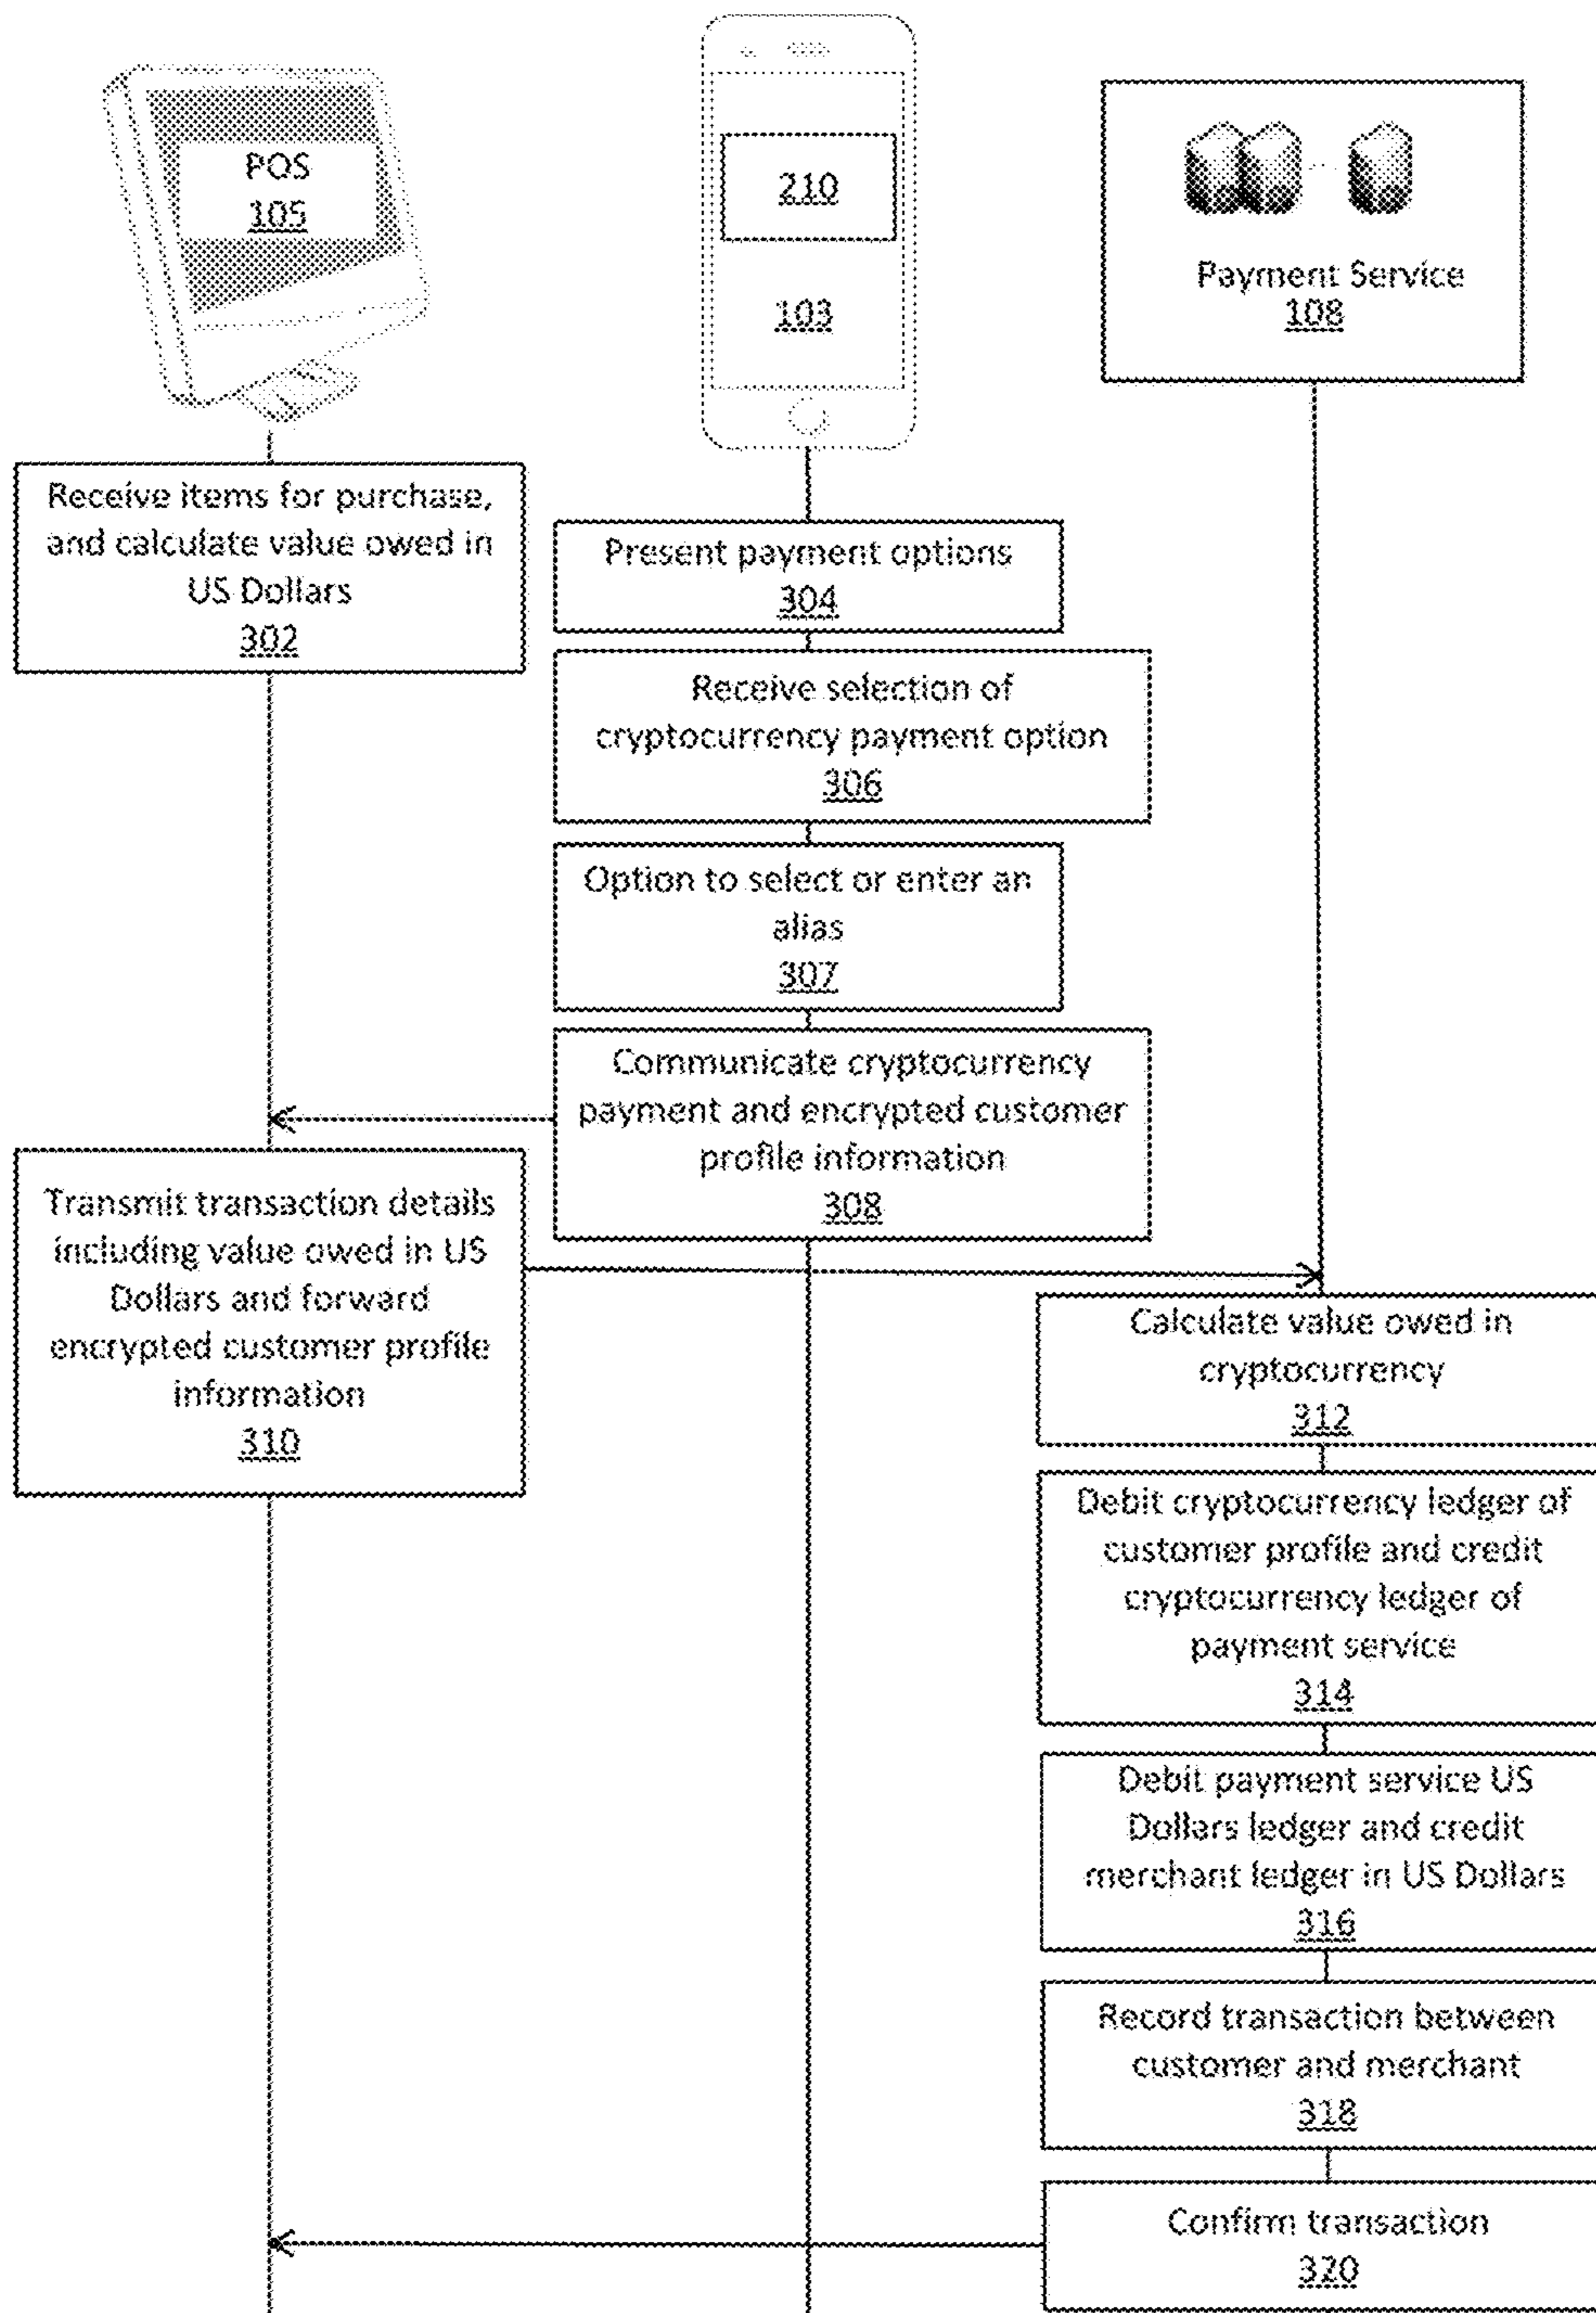 POS
105
210
103
Payment Service
108
Receive items for purchase,
and calculate value owed in
US Dollars
302
Present payment options
304
Receive selection of
cryptocurrency payment option
306
Option to select or enter an
alias
307
Communicate cryptocurrency
payment and encrypted customer
profile information
308
Transmit transaction details
including value owed in US
Dollars and forward
encrypted customer profile
information
310
Calculate value owed in
cryptocurrency
312
Debit cryptocurrency ledger of
customer profile and credit
cryptocurrency ledger of
payment service
314
Debit payment service US
Dollars ledger and credit
merchant ledger in US Dollars
316
Record transaction between
customer and merchant
318
Confirm transaction
320